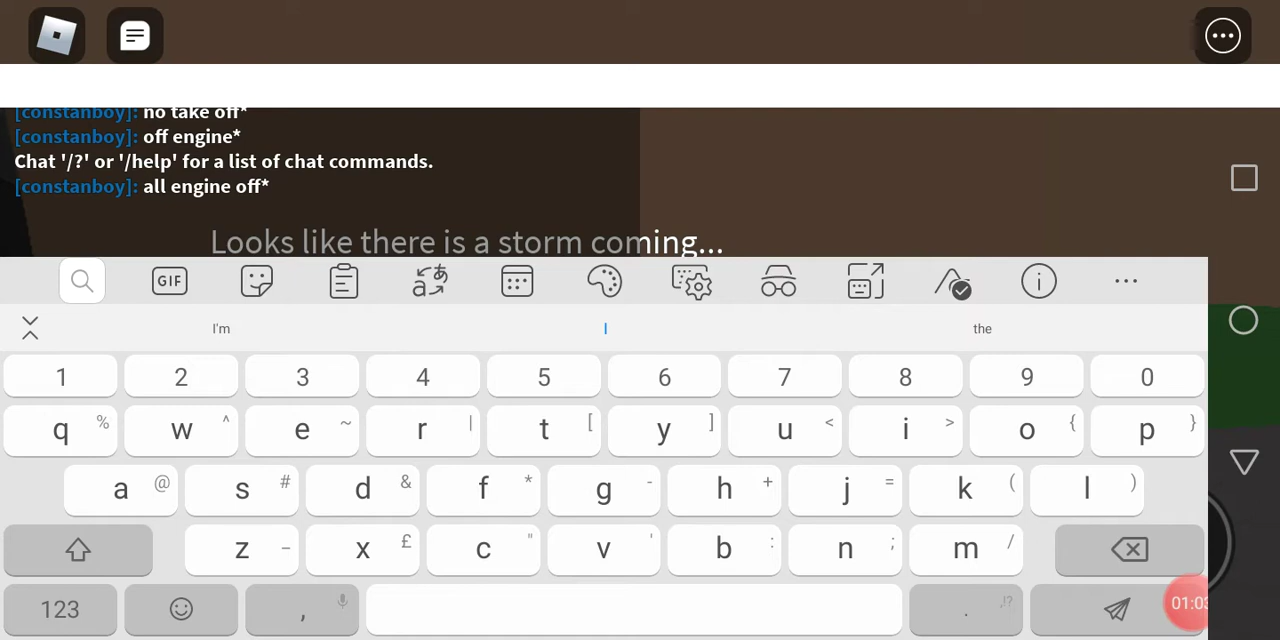 [constanboy]: no take off*
[constanboy]: off engine*
Chat '/?' or '/help' for a list of chat commands.
[constanboy]: all engine off*
Looks like there is a storm coming...
GIF
I'm I the
1 2 3 4 5 6 7 8 9 0
q % w ^ e ~ r | t [ y ] u < i > o { p }
a @ s # d & f * g - h + j = k ( l )
z _ x £ c " v ' b : n ; m /
123 , . ,!?
01:03